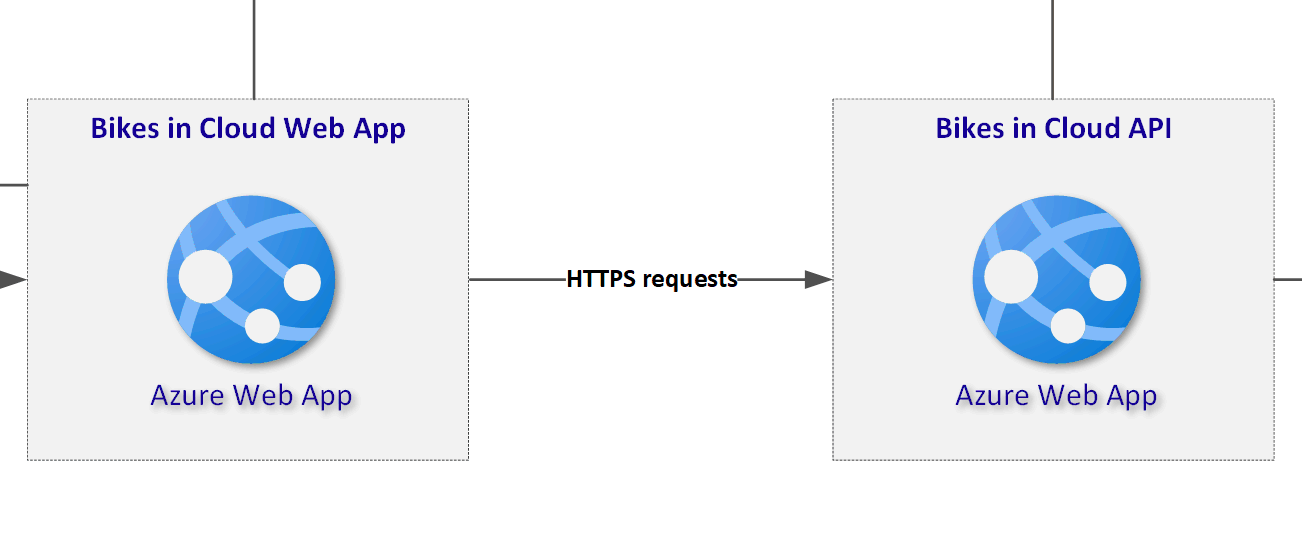 Bikes in Cloud Web App
Bikes in Cloud API
HTTPS requests
Azure Web App
Azure Web App